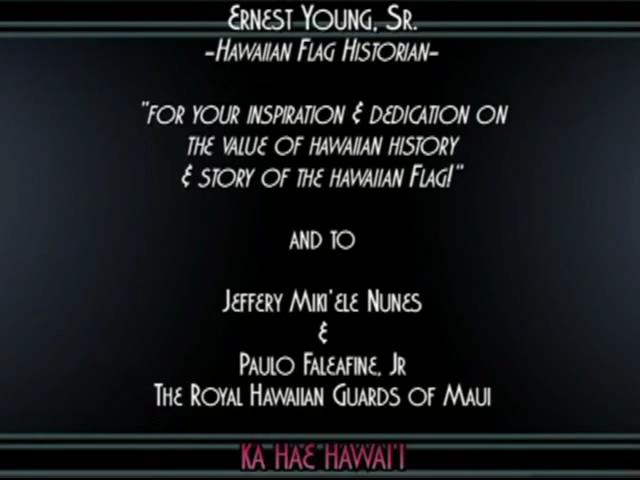 Ernest Young, Sr.
~Hawaiian Flag Historian~
"for your inspiration & dedication on
the value of hawaiian history
& story of the hawaiian Flag!"
and to
Jeffery Miki'ele Nunes
&
Paulo Faleafine, Jr
The Royal Hawaiian Guards of Maui
KA HAE HAWAI'I